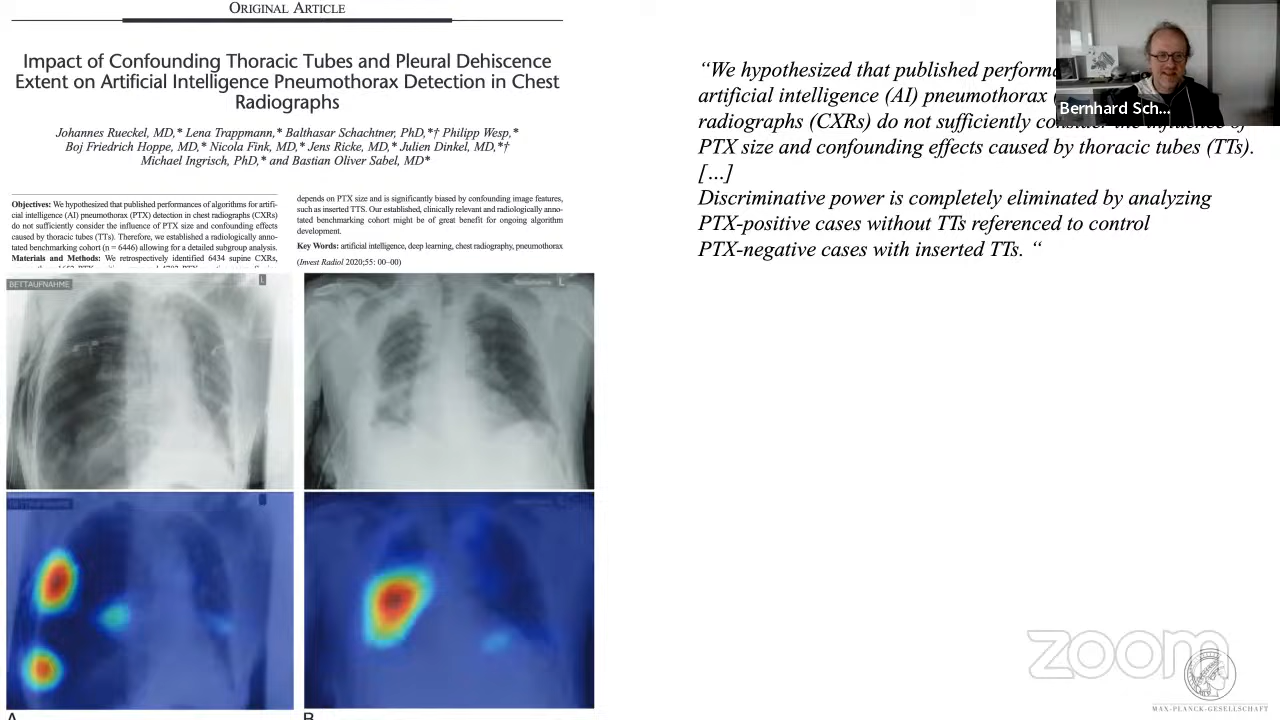 ORIGINAL ARTICLE
Impact of Confounding Thoracic Tubes and Pleural Dehiscence
Extent on Artificial Intelligence Pneumothorax Detection in Chest
Radiographs
Johannes Rueckel, MD,* Lena Trappmann,* Balthasar Schachtner, PhD,*† Philipp Wesp,*
Boj Friedrich Hoppe, MD,* Nicola Fink, MD,* Jens Ricke, MD,* Julien Dinkel, MD,*†
Michael Ingrisch, PhD,* and Bastian Oliver Sabel, MD*
Objectives: We hypothesized that published performances of algorithms for artifi-
cial intelligence (AI) pneumothorax (PTX) detection in chest radiographs (CXRs)
do not sufficiently consider the influence of PTX size and confounding effects
caused by thoracic tubes (TTs). Therefore, we established a radiologically anno-
tated benchmarking cohort (n = 6446) allowing for a detailed subgroup analysis.
Materials and Methods: We retrospectively identified 6434 supine CXRs,
depends on PTX size and is significantly biased by confounding image features,
such as inserted TTS. Our established, clinically relevant and radiologically anno-
tated benchmarking cohort might be of great benefit for ongoing algorithm
development.
Key Words: artificial intelligence, deep learning, chest radiography, pneumothorax
(Invest Radiol 2020;55: 00–00)
BETTAUFNAHME
L
L
BETTAUFNAHME
A
B
“We hypothesized that published
artificial intelligence (AI) pneumothorax
radiographs (CXRs) do not sufficiently consider the influence of
PTX size and confounding effects caused by thoracic tubes (TTs).
[...]
Discriminative power is completely eliminated by analyzing
PTX-positive cases without TTs referenced to control
PTX-negative cases with inserted TTs. “
Bernhard Sch...
zoom
MAX-PLANCK-GESELLSCHAFT